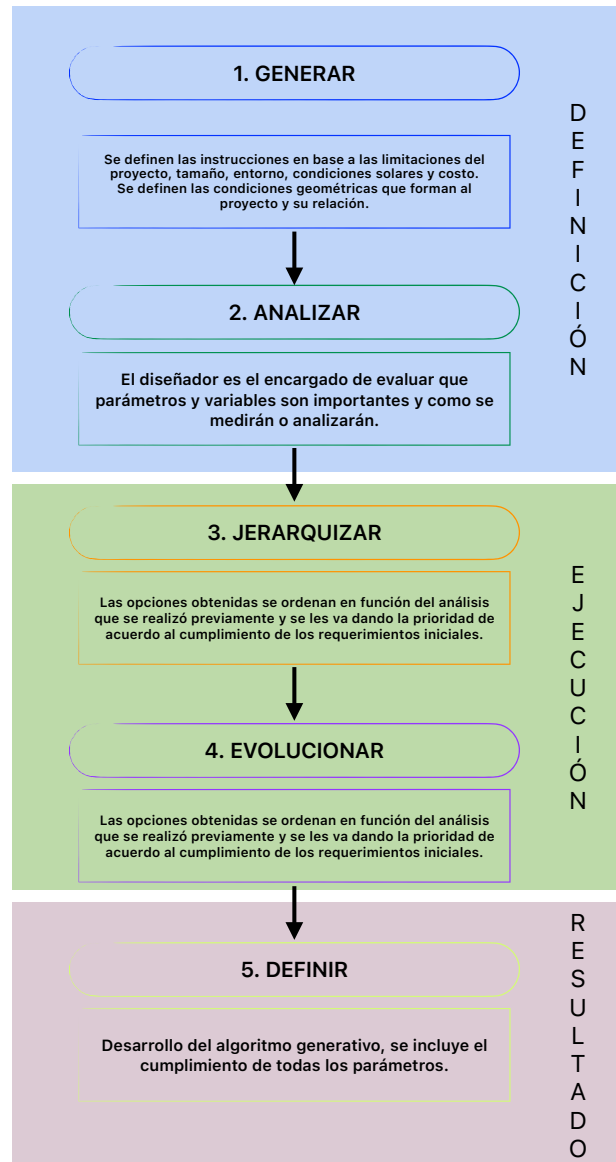 1. GENERAR
Se definen las instrucciones en base a las limitaciones del
proyecto, tamaño, entorno, condiciones solares y costo.
Se definen las condiciones geométricas que forman al
proyecto y su relación.
2. ANALIZAR
El diseñador es el encargado de evaluar que
parámetros y variables son importantes y como se
medirán o analizarán.
DEFINICIÓN
3. JERARQUIZAR
Las opciones obtenidas se ordenan en función del análisis
que se realizó previamente y se les va dando la prioridad de
acuerdo al cumplimiento de los requerimientos iniciales.
4. EVOLUCIONAR
Las opciones obtenidas se ordenan en función del análisis
que se realizó previamente y se les va dando la prioridad de
acuerdo al cumplimiento de los requerimientos iniciales.
EJECUCIÓN
5. DEFINIR
Desarrollo del algoritmo generativo, se incluye el
cumplimiento de todas los parámetros.
RESULTADO